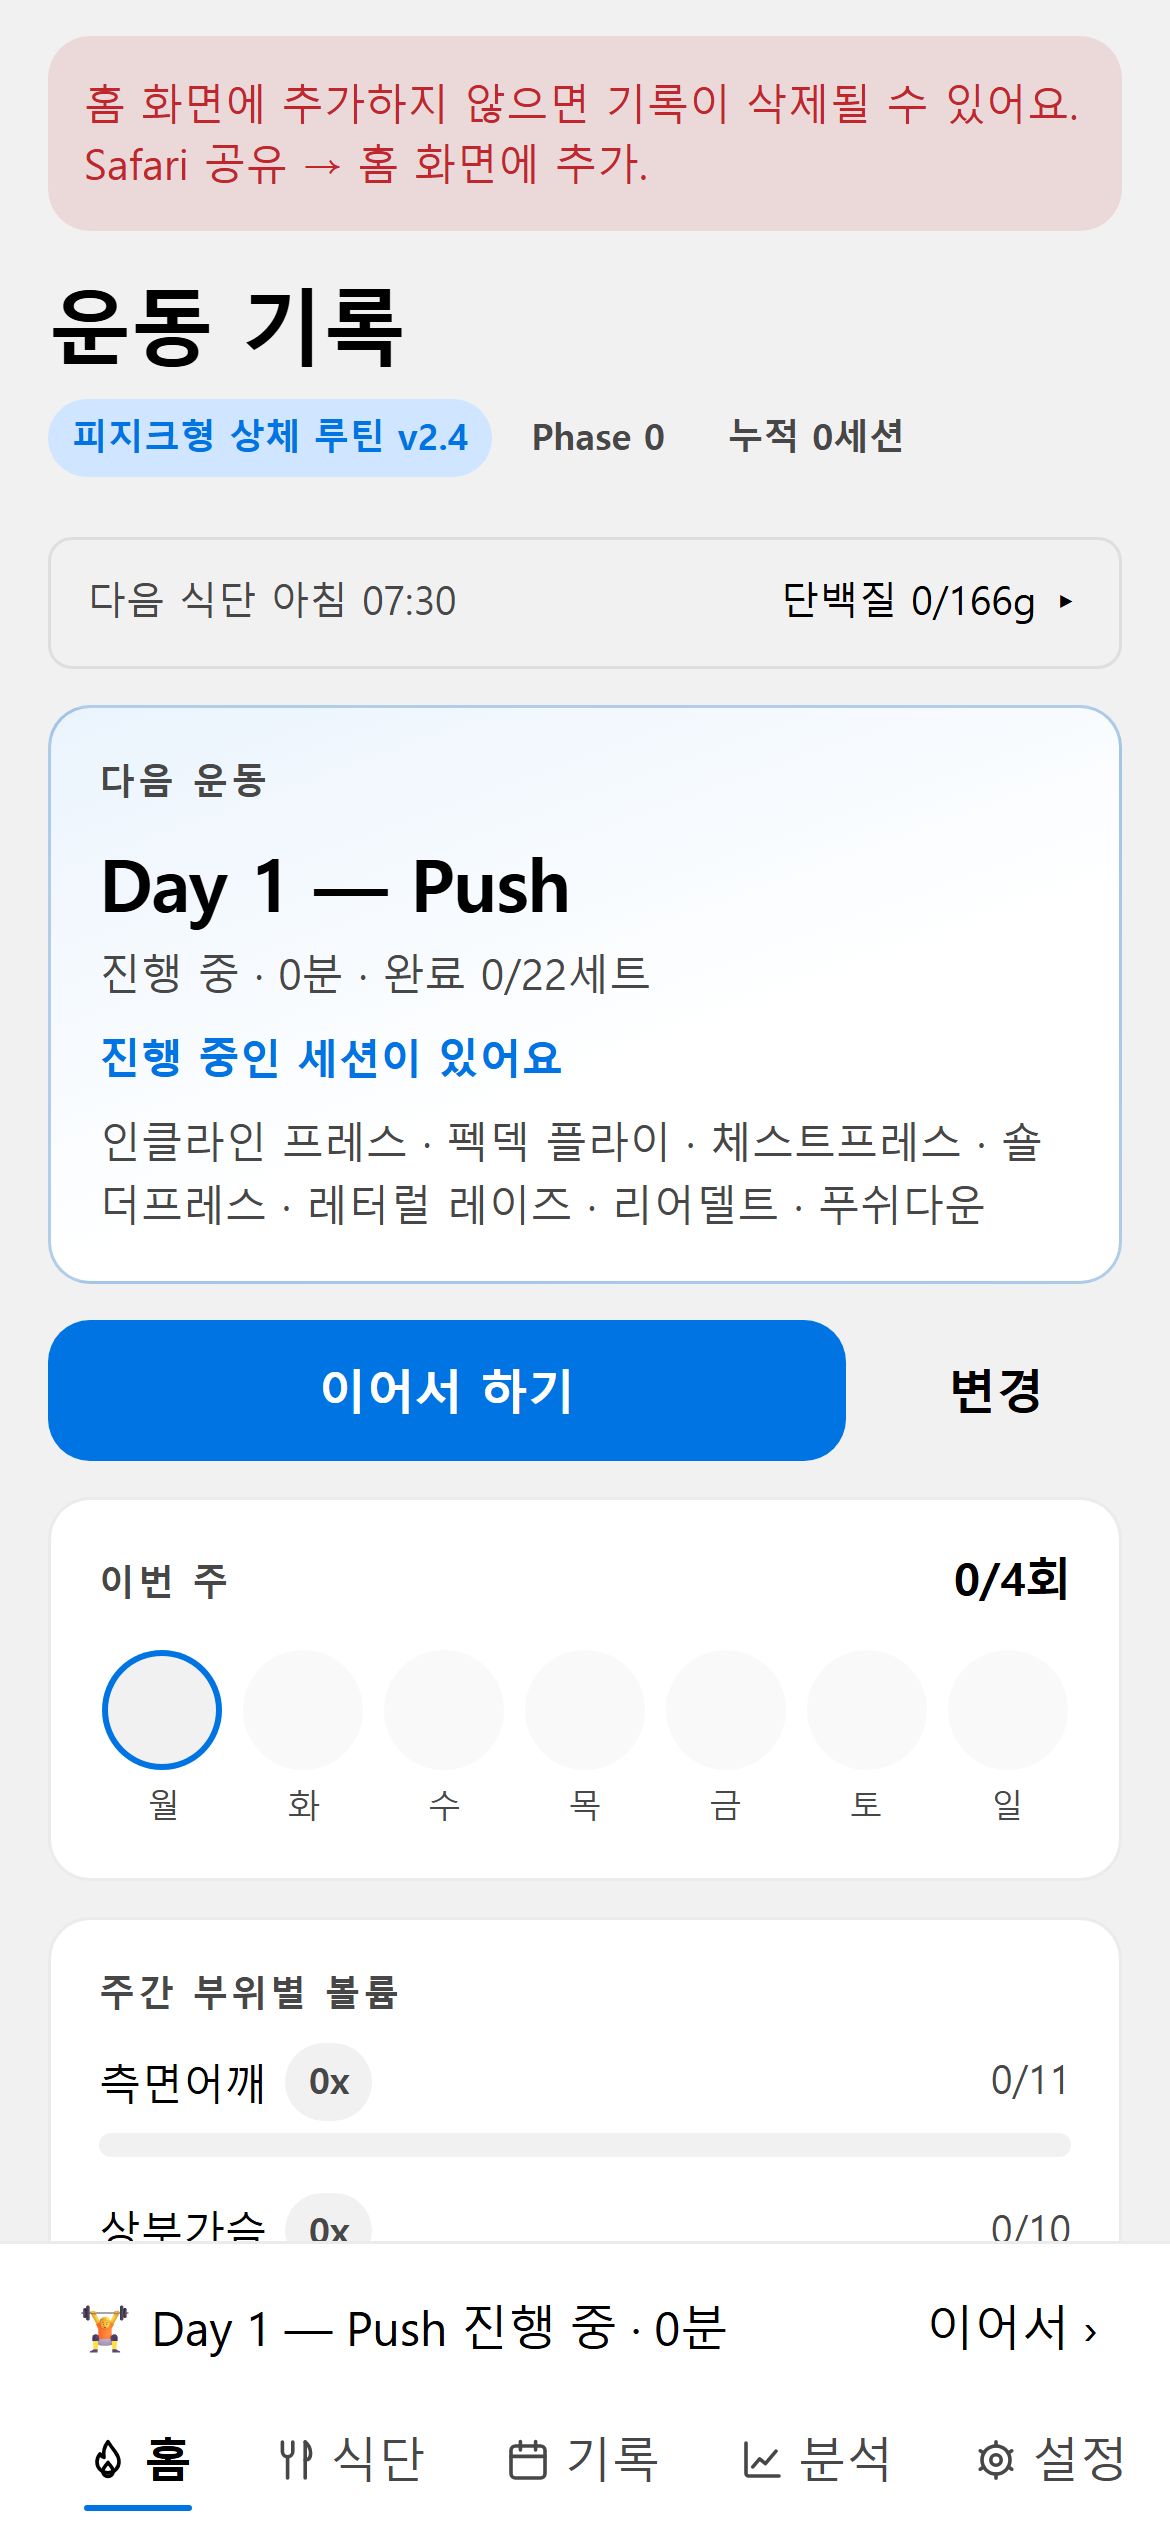 홈 화면에 추가하지 않으면 기록이 삭제될 수 있어요.
Safari 공유 → 홈 화면에 추가.
운동 기록
피지크형 상체 루틴 v2.4 Phase 0 누적 0세션
다음 식단 아침 07:30 단백질 0/166g ▸
다음 운동
Day 1 — Push
진행 중 · 0분 · 완료 0/22세트
진행 중인 세션이 있어요
인클라인 프레스 · 펙덱 플라이 · 체스트프레스 · 숄
더프레스 · 레터럴 레이즈 · 리어델트 · 푸쉬다운
이어서 하기 변경
이번 주 0/4회
월 화 수 목 금 토 일
주간 부위별 볼륨
측면어깨 0x 0/11
상부가슴 0x 0/10
Day 1 — Push 진행 중 · 0분 이어서 ›
홈 식단 기록 분석 설정